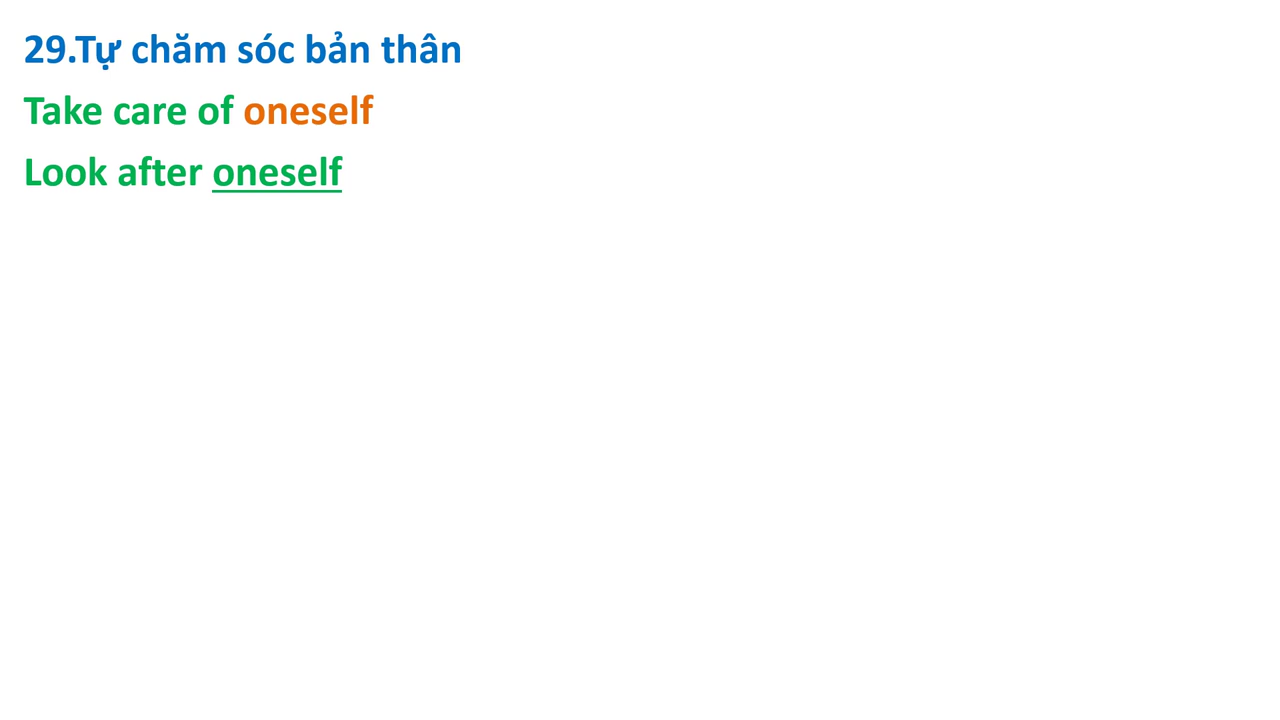 29.Tự chăm sóc bản thân
Take care of oneself
Look after oneself